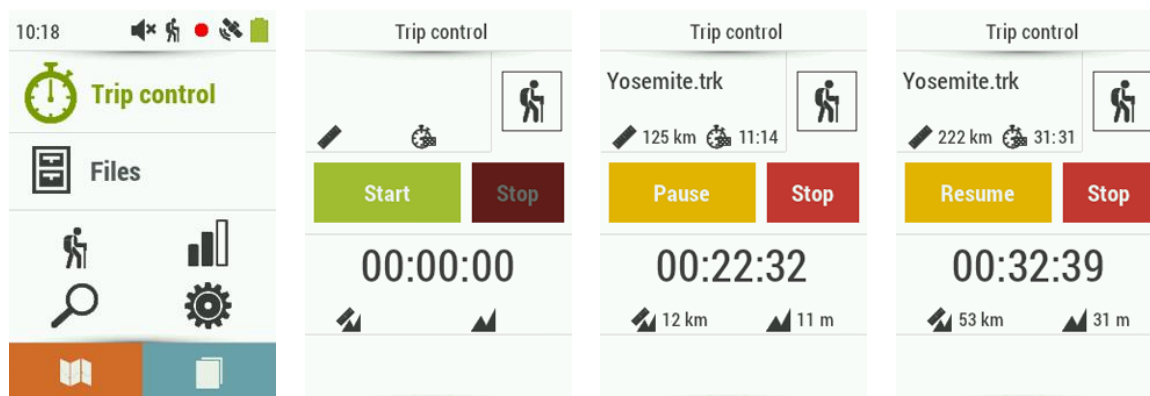 10:18
Trip control
Files
Trip control
Start Stop
00:00:00
Trip control
Yosemite.trk
125 km 11:14
Pause Stop
00:22:32
12 km 11 m
Trip control
Yosemite.trk
222 km 31:31
Resume Stop
00:32:39
53 km 31 m